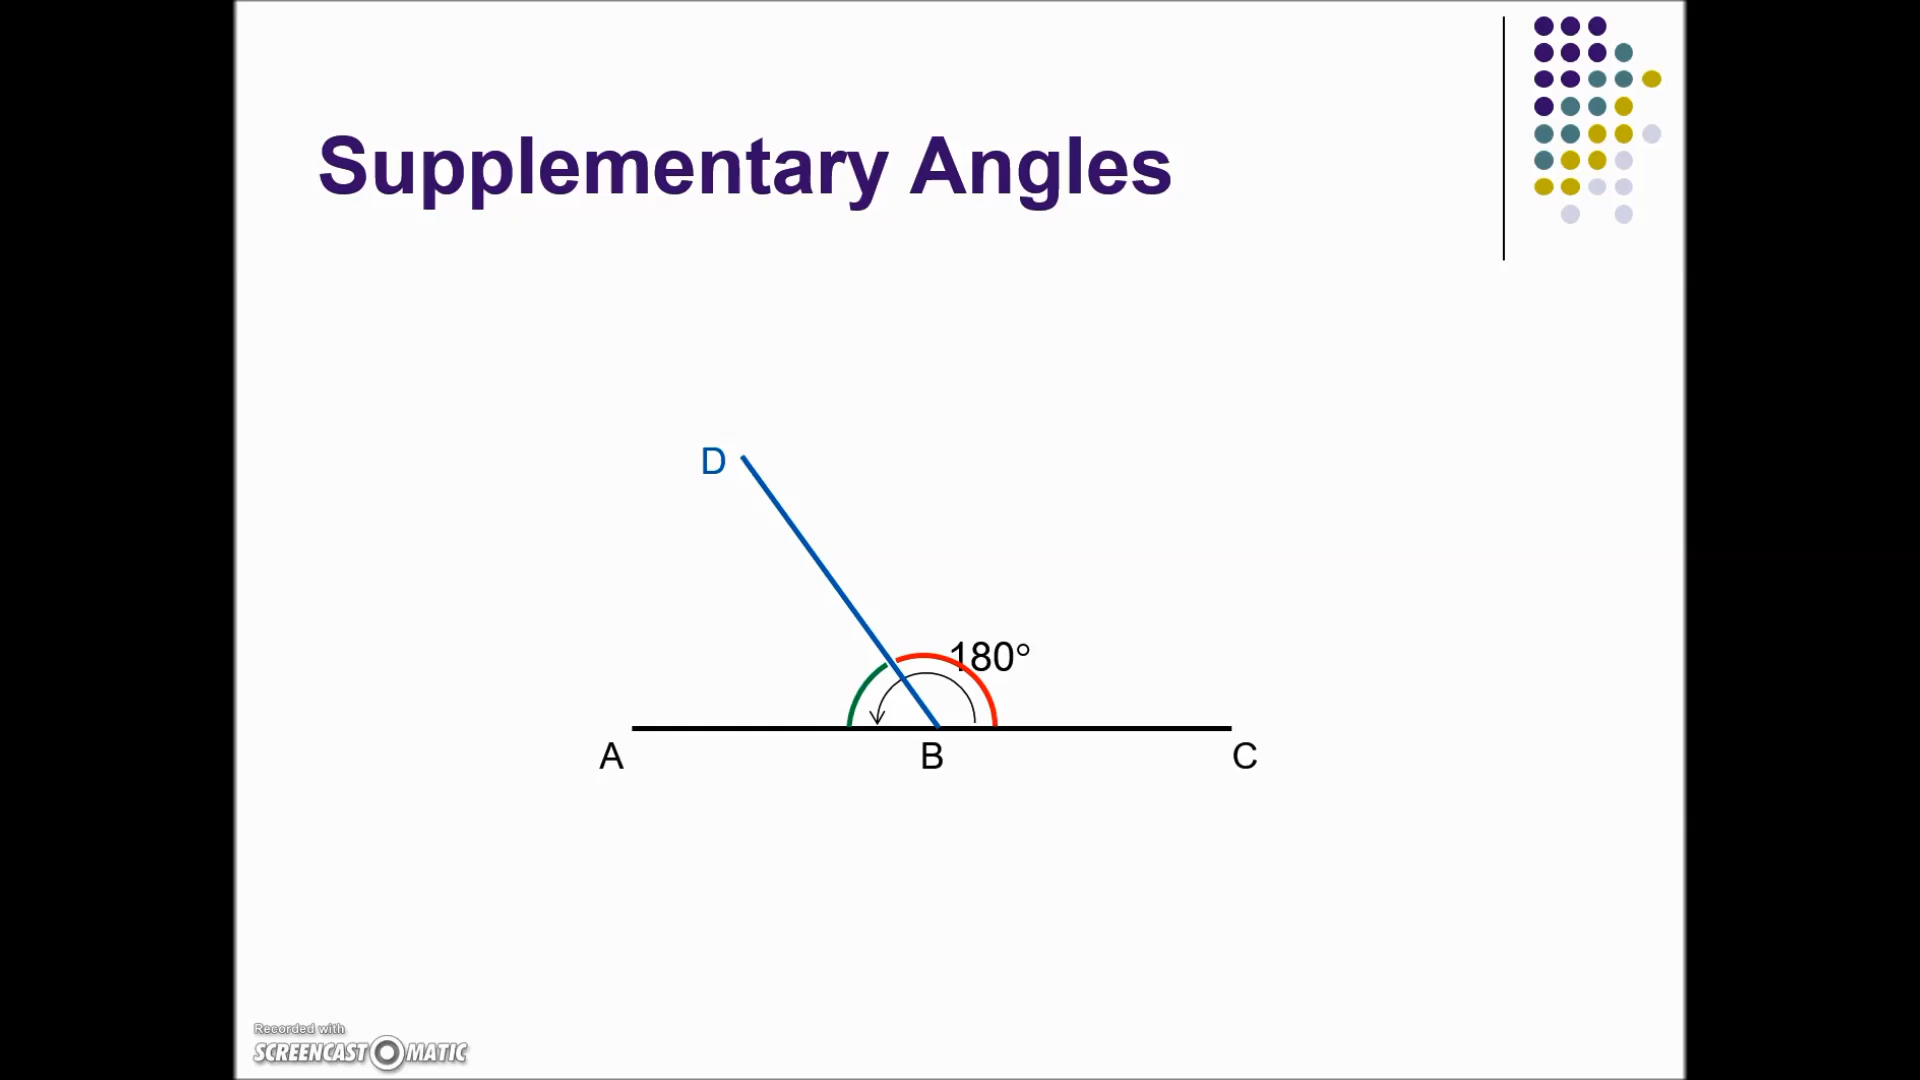 Supplementary Angles
D
180°
A
B
C
Recorded with
SCREENCAST-O-MATIC